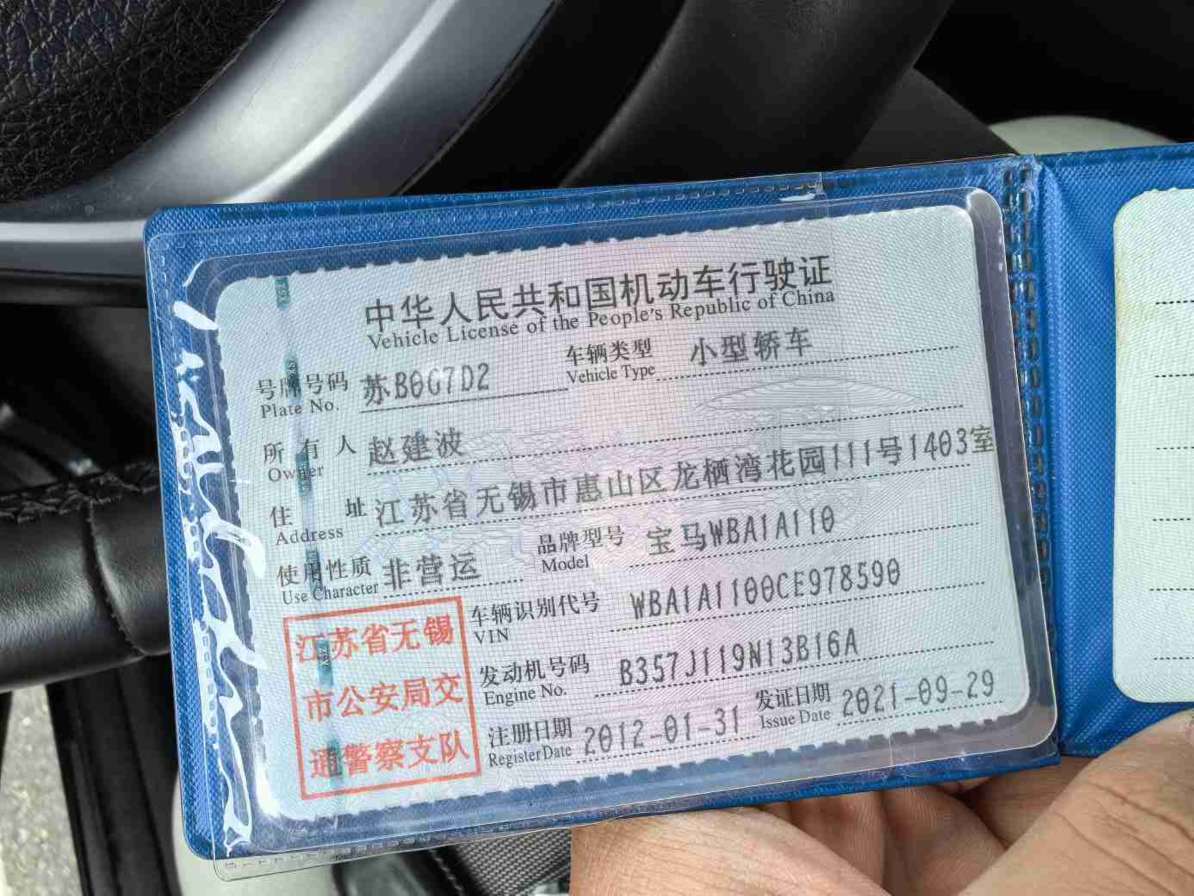 中华人民共和国机动车行驶证
Vehicle License of the People's Republic of China
号牌号码 苏B0G7D2 车辆类型 小型轿车
Plate No. Vehicle Type
所有人 赵建波
Owner
住址 江苏省无锡市惠山区龙栖湾花园111号1403室
Address
使用性质 非营运 品牌型号 宝马WBA1A110
Use Character Model
车辆识别代号 WBA1A1100CE978590
VIN
发动机号码 B357J119N13B16A
Engine No.
注册日期 2012-01-31 发证日期 2021-09-29
Register Date Issue Date
江苏省无锡
市公安局交
通警察支队